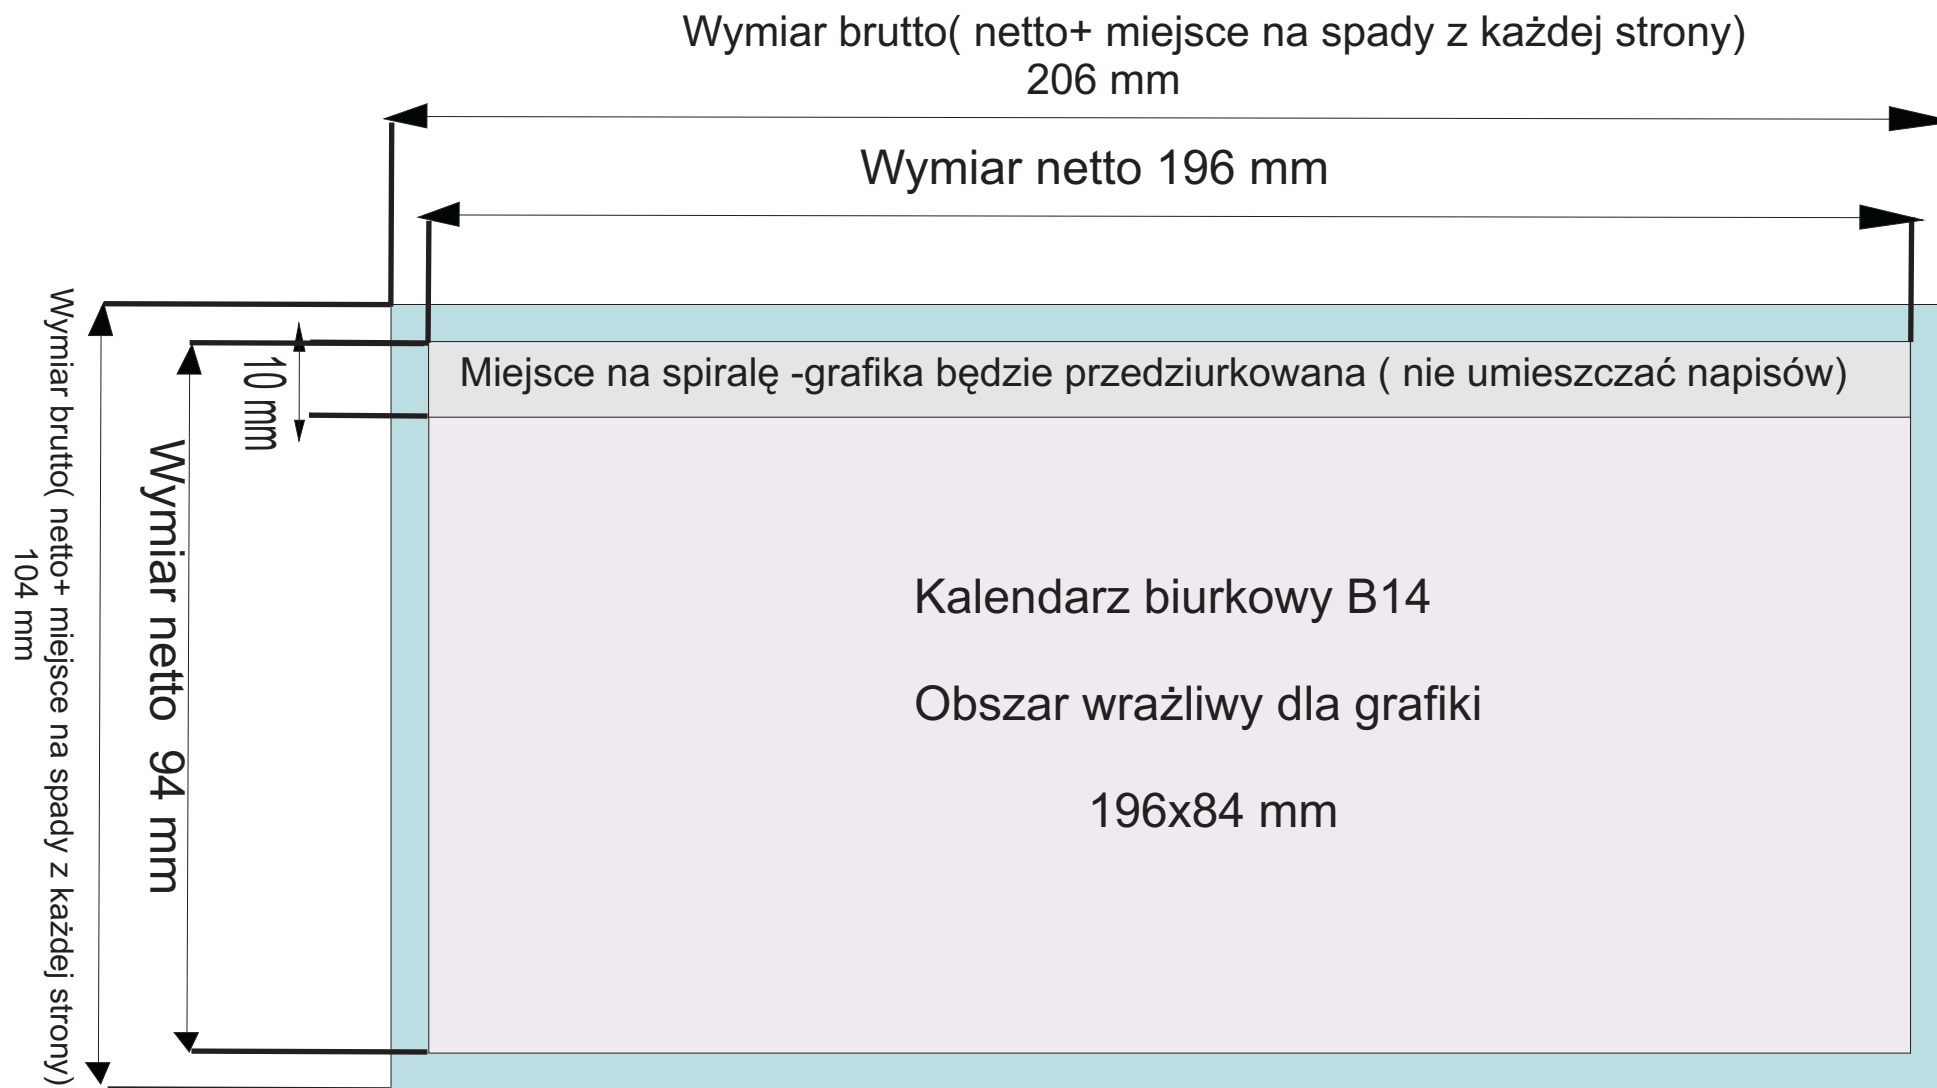 Wymiar brutto( netto+ miejsce na spady z każdej strony)
206 mm
Wymiar netto 196 mm
Miejsce na spiralę -grafika będzie przedziurkowana ( nie umieszczać napisów)
10 mm
Wymiar netto 94 mm
Wymiar brutto( netto+ miejsce na spady z każdej strony)
104 mm
Kalendarz biurkowy B14
Obszar wrażliwy dla grafiki
196x84 mm